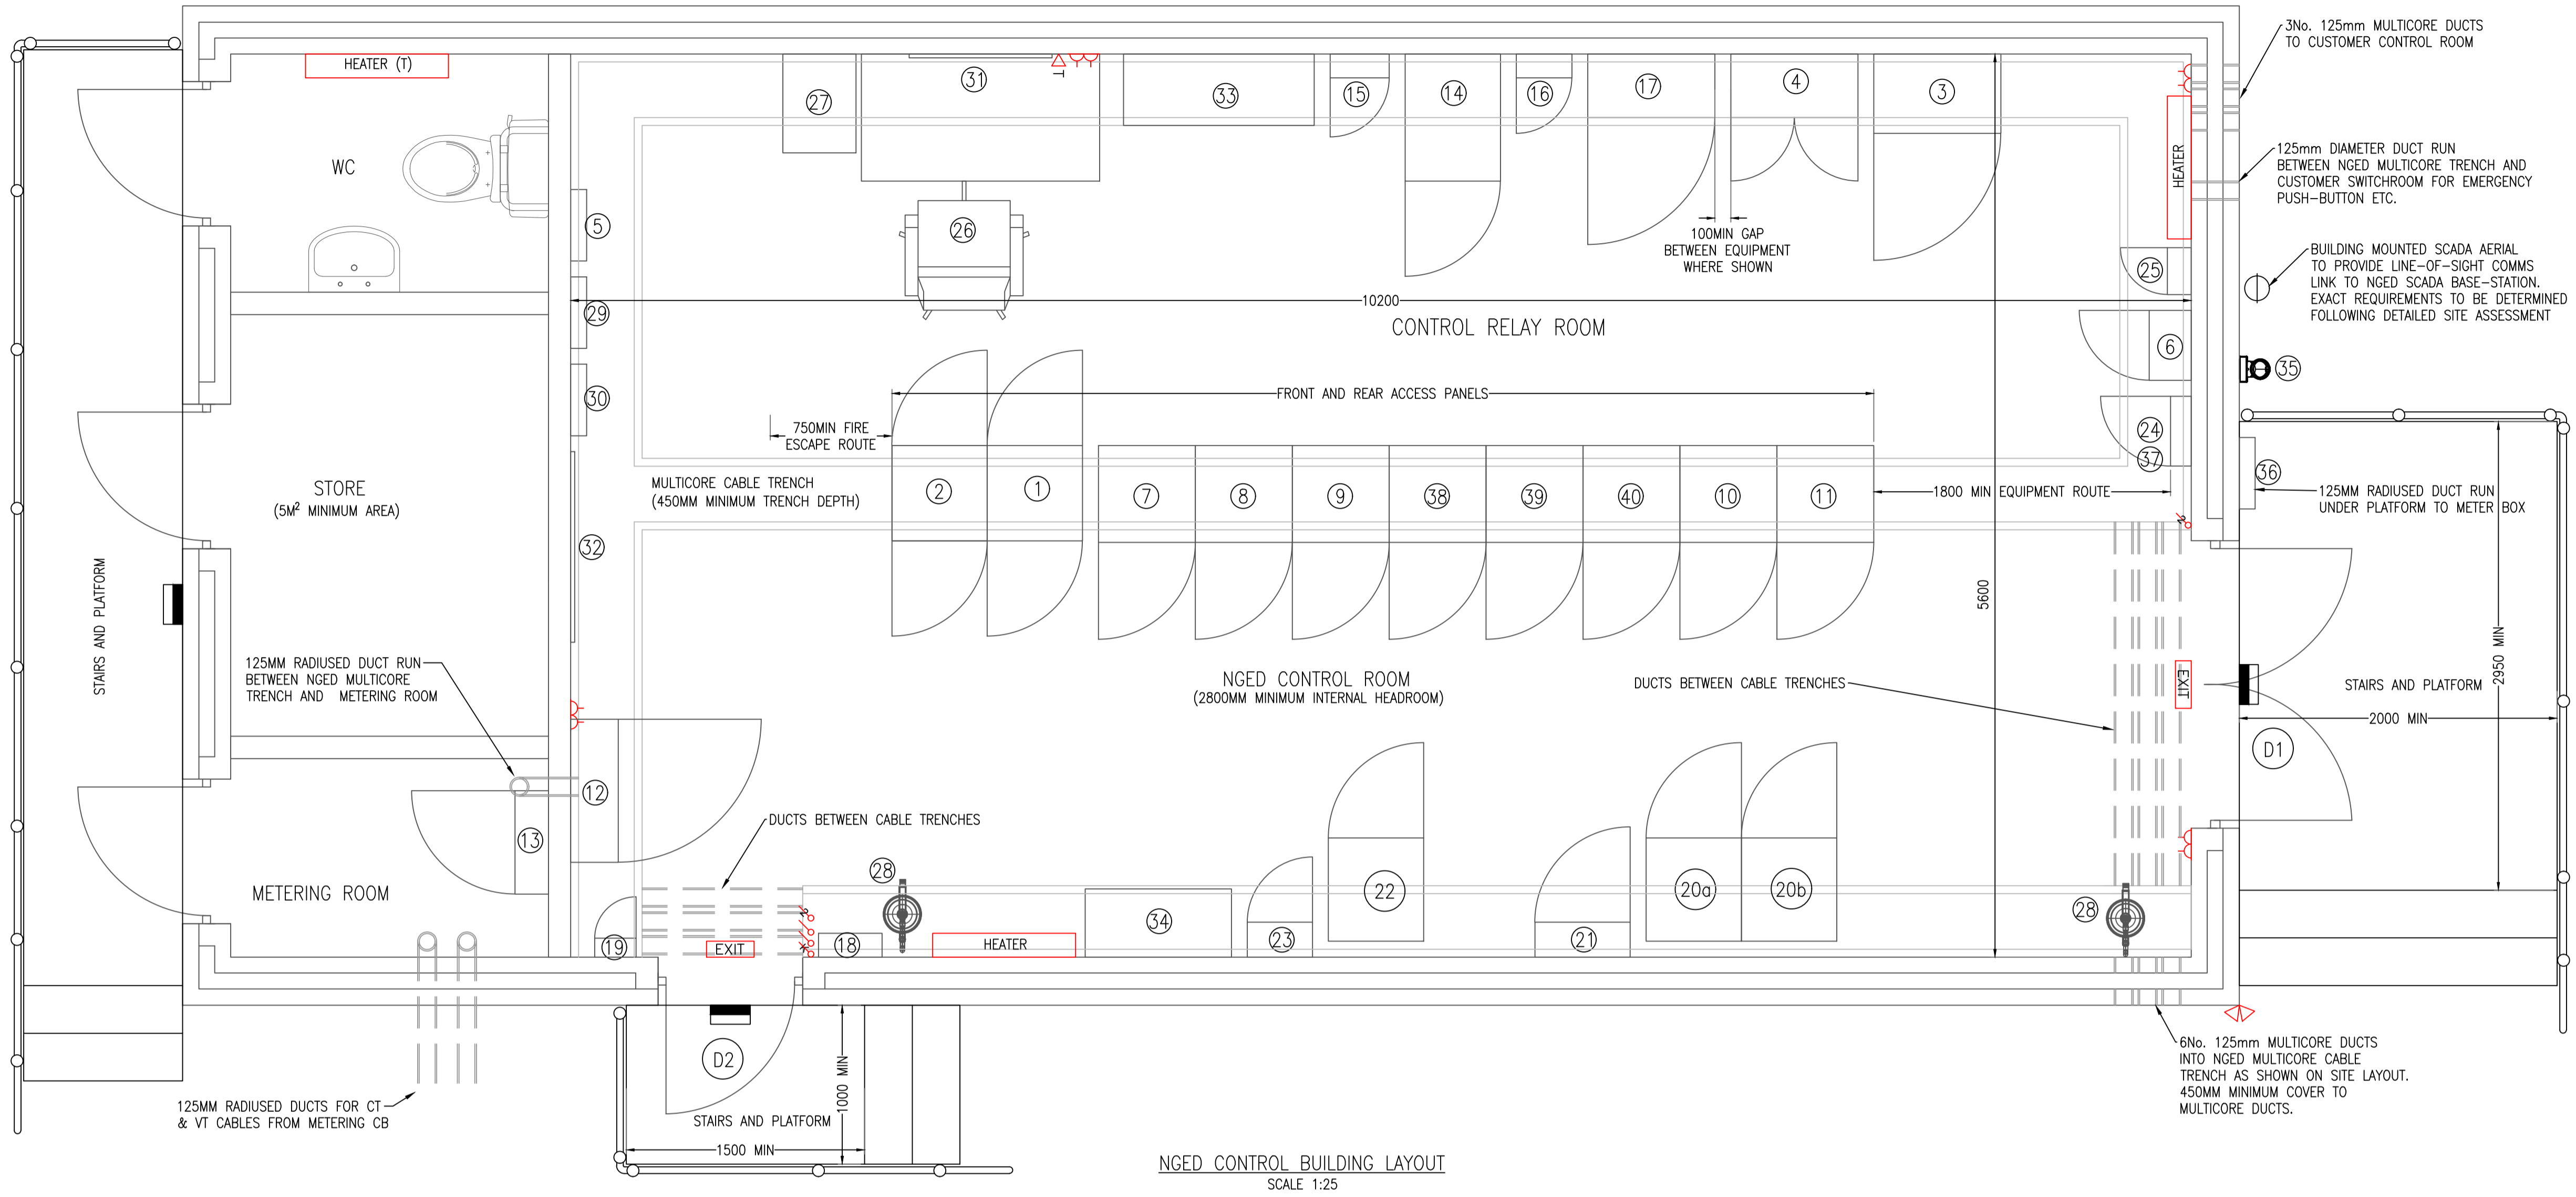 3No. 125mm MULTICORE DUCTS
TO CUSTOMER CONTROL ROOM
HEATER (T)
T
31
27
33
15
14
16
17
4
3
WC
HEATER
125mm DIAMETER DUCT RUN
BETWEEN NGED MULTICORE TRENCH AND
CUSTOMER SWITCHROOM FOR EMERGENCY
PUSH-BUTTON ETC.
5
26
100MIN GAP
BETWEEN EQUIPMENT
WHERE SHOWN
25
BUILDING MOUNTED SCADA AERIAL
TO PROVIDE LINE-OF-SIGHT COMMS
LINK TO NGED SCADA BASE-STATION.
EXACT REQUIREMENTS TO BE DETERMINED
FOLLOWING DETAILED SITE ASSESSMENT
10200
29
CONTROL RELAY ROOM
6
35
30
FRONT AND REAR ACCESS PANELS
750MIN FIRE
ESCAPE ROUTE
24
37
36
STORE
(5M² MINIMUM AREA)
MULTICORE CABLE TRENCH
(450MM MINIMUM TRENCH DEPTH)
2
1
7
8
9
38
39
40
10
11
1800 MIN EQUIPMENT ROUTE
125MM RADIUSED DUCT RUN
UNDER PLATFORM TO METER BOX
2
32
5600
STAIRS AND PLATFORM
125MM RADIUSED DUCT RUN
BETWEEN NGED MULTICORE
TRENCH AND METERING ROOM
NGED CONTROL ROOM
(2800MM MINIMUM INTERNAL HEADROOM)
DUCTS BETWEEN CABLE TRENCHES
EXIT
STAIRS AND PLATFORM
2950 MIN
2000 MIN
D1
12
13
DUCTS BETWEEN CABLE TRENCHES
METERING ROOM
28
22
20a
20b
28
2
19
EXIT
18
HEATER
34
23
21
D2
1000 MIN
STAIRS AND PLATFORM
1500 MIN
125MM RADIUSED DUCTS FOR CT
& VT CABLES FROM METERING CB
6No. 125mm MULTICORE DUCTS
INTO NGED MULTICORE CABLE
TRENCH AS SHOWN ON SITE LAYOUT.
450MM MINIMUM COVER TO
MULTICORE DUCTS.
NGED CONTROL BUILDING LAYOUT
SCALE 1:25